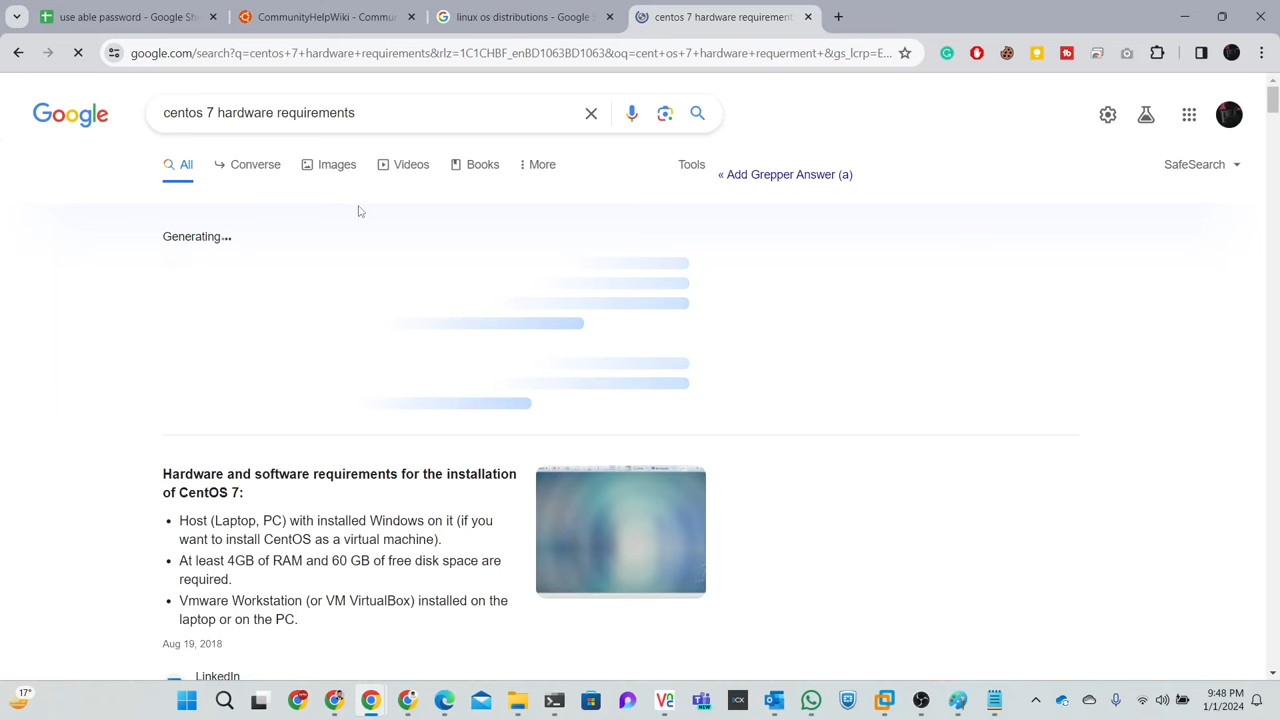 use able password - Google Sh
CommunityHelpWiki - Commun
linux os distributions - Google S
centos 7 hardware requirement
google.com/search?q=centos+7+hardware+requirements&rlz=1C1CHBF_enBD1063BD1063&oq=cent+os+7+hardware+requerment+&gs_lcrp=E...
Google
centos 7 hardware requirements
All
Converse
Images
Videos
Books
More
Tools
« Add Grepper Answer (a)
SafeSearch
Generating...
Hardware and software requirements for the installation
of CentOS 7:
• Host (Laptop, PC) with installed Windows on it (if you
want to install CentOS as a virtual machine).
• At least 4GB of RAM and 60 GB of free disk space are
required.
• Vmware Workstation (or VM VirtualBox) installed on the
laptop or on the PC.
Aug 19, 2018
LinkedIn
17°
NEW
9:48 PM
1/1/2024